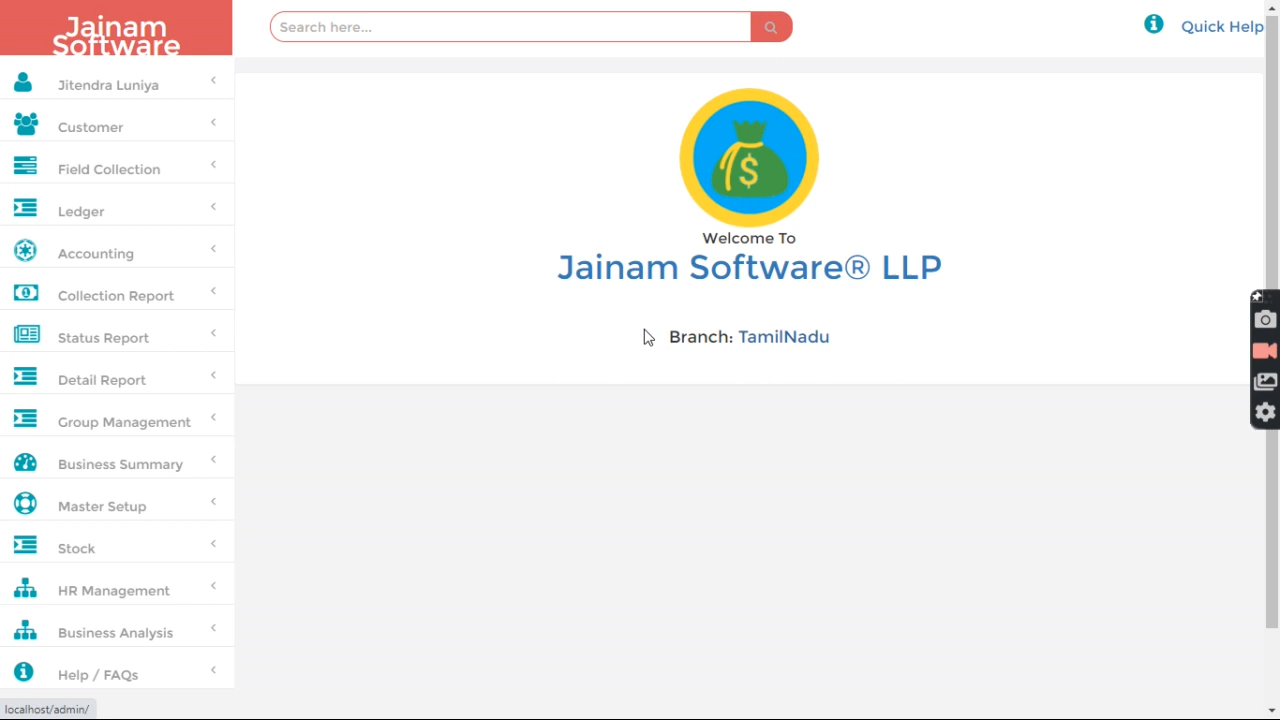 Jainam
Software
Search here...
Quick Help
Jitendra Luniya
Customer
Field Collection
Ledger
Accounting
Collection Report
Status Report
Detail Report
Group Management
Business Summary
Master Setup
Stock
HR Management
Business Analysis
Help / FAQs
$
Welcome To
Jainam Software® LLP
Branch: TamilNadu
localhost/admin/